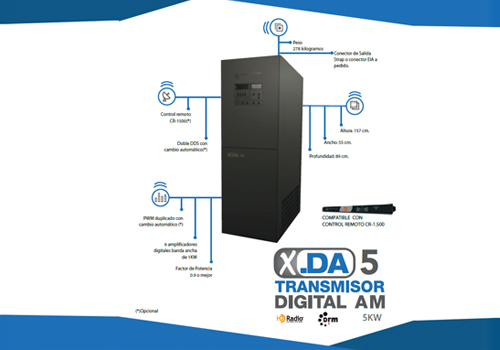 Peso
278 kilogramos
Conector de Salida
Strap o conector EIA a
pedido.
Control remoto
CR-1500(*)
Doble DDS con
cambio automático(*)
Altura: 157 cm.
Ancho: 55 cm.
Profundidad: 89 cm.
PWM duplicado con
cambio automático (*)
6 amplificadores
digitales banda ancha
de 1KW
Factor de Potencia
0.9 o mejor
COMPATIBLE CON
CONTROL REMOTO CR-1.500
X.DA 5
TRANSMISOR
DIGITAL AM
5KW
HD Radio
drm
(*)Opcional